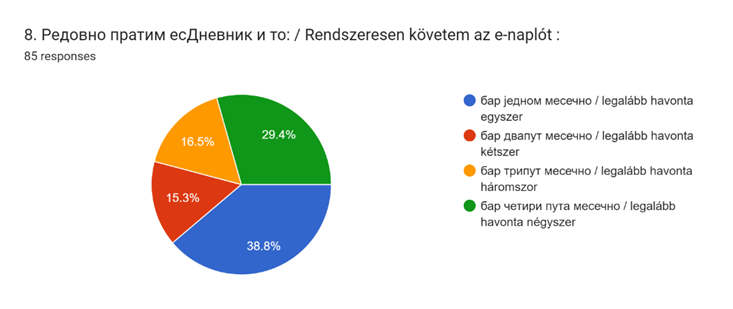 8. Редовно пратим есДневник и то: / Rendszeresen követem az e-naplót :
85 responses
бар једном месечно / legalább havonta
egyszer
бар двапут месечно / legalább havonta
kétszer
бар трипут месечно / legalább havonta
háromszor
бар четири пута месечно / legalább
havonta négyszer
29.4%
16.5%
15.3%
38.8%